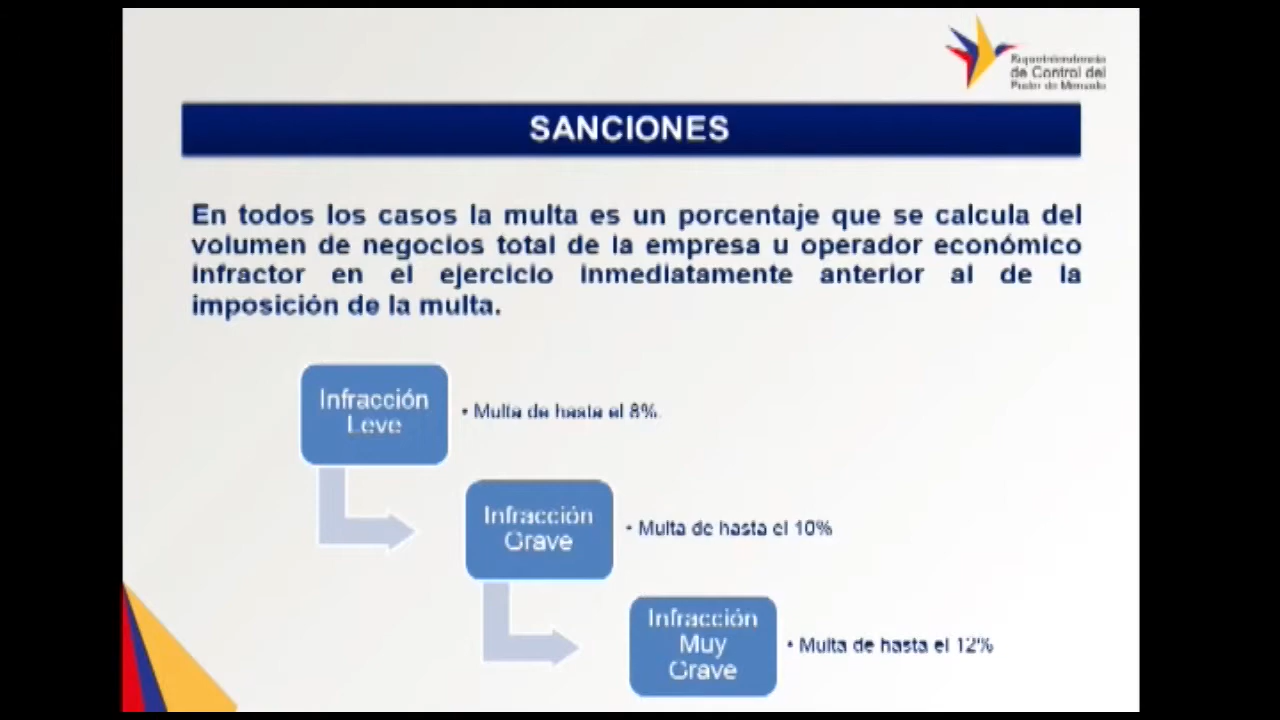 Superintendencia
de Control del
Poder de Mercado
SANCIONES
En todos los casos la multa es un porcentaje que se calcula del
volumen de negocios total de la empresa u operador económico
infractor en el ejercicio inmediatamente anterior al de la
imposición de la multa.
Infracción
Leve
• Multa de hasta el 8%.
Infracción
Grave
• Multa de hasta el 10%
Infracción
Muy
Grave
• Multa de hasta el 12%